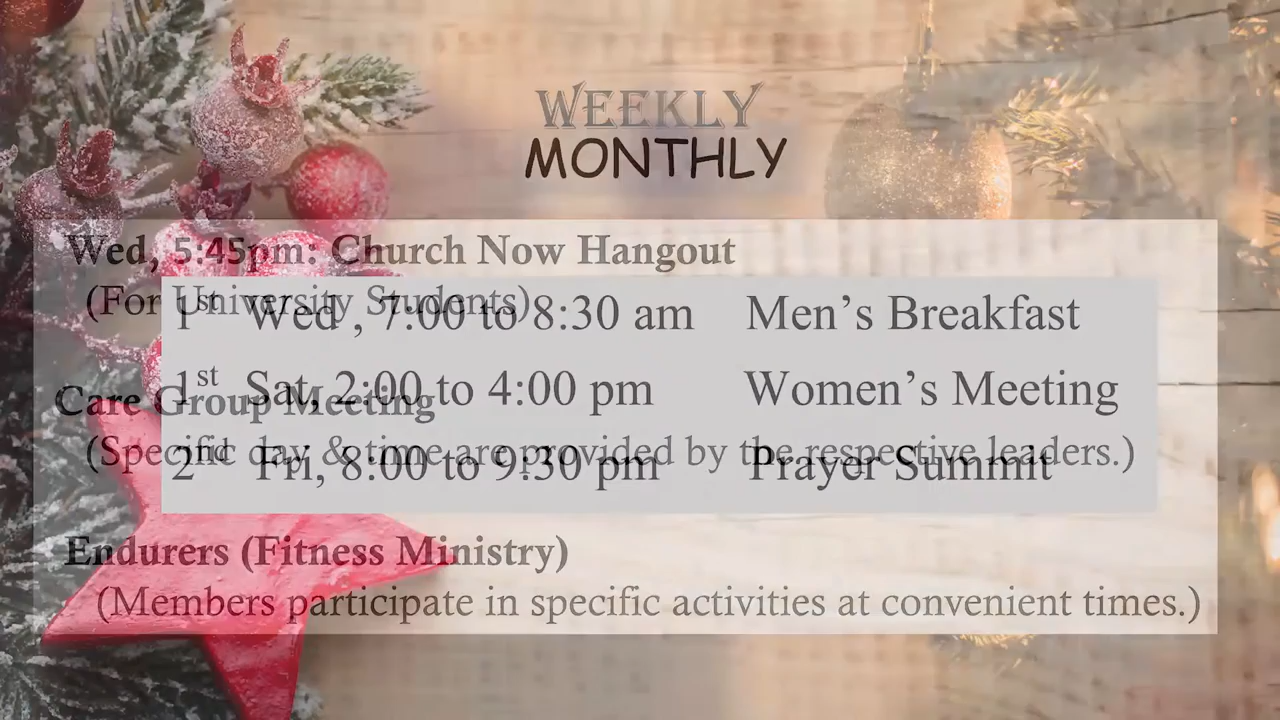 WEEKLY
MONTHLY
Wed, 5:45pm: Church Now Hangout
(For University Students)
1st Wed , 7:00 to 8:30 am Men’s Breakfast
1st Sat, 2:00 to 4:00 pm Women’s Meeting
Care Group Meeting
(Specific day & time are provided by the respective leaders.)
2nd Fri, 8:00 to 9:30 pm Prayer Summit
Endurers (Fitness Ministry)
(Members participate in specific activities at convenient times.)